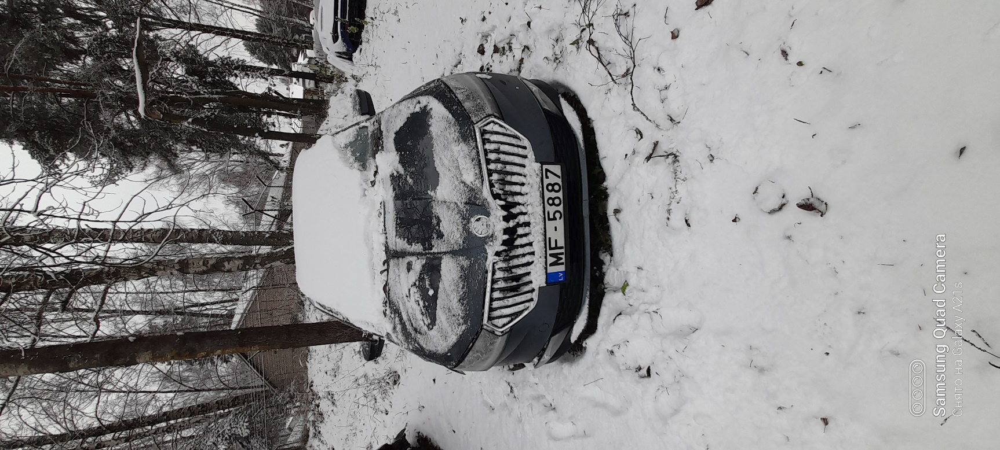 LV MF-5887
Samsung Quad Camera
Снято на Galaxy A21s